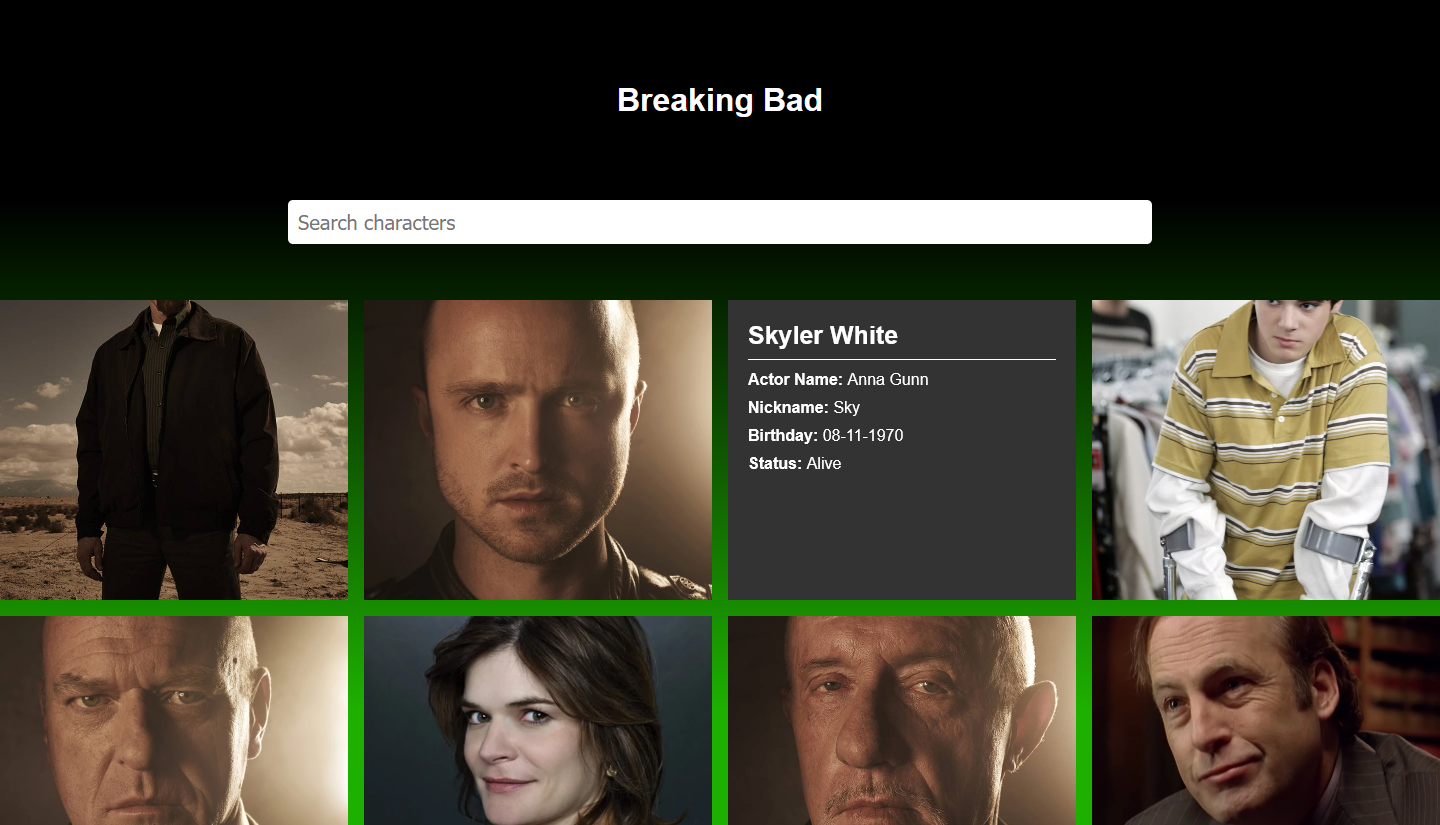 Breaking Bad
Search characters
Skyler White
Actor Name: Anna Gunn
Nickname: Sky
Birthday: 08-11-1970
Status: Alive